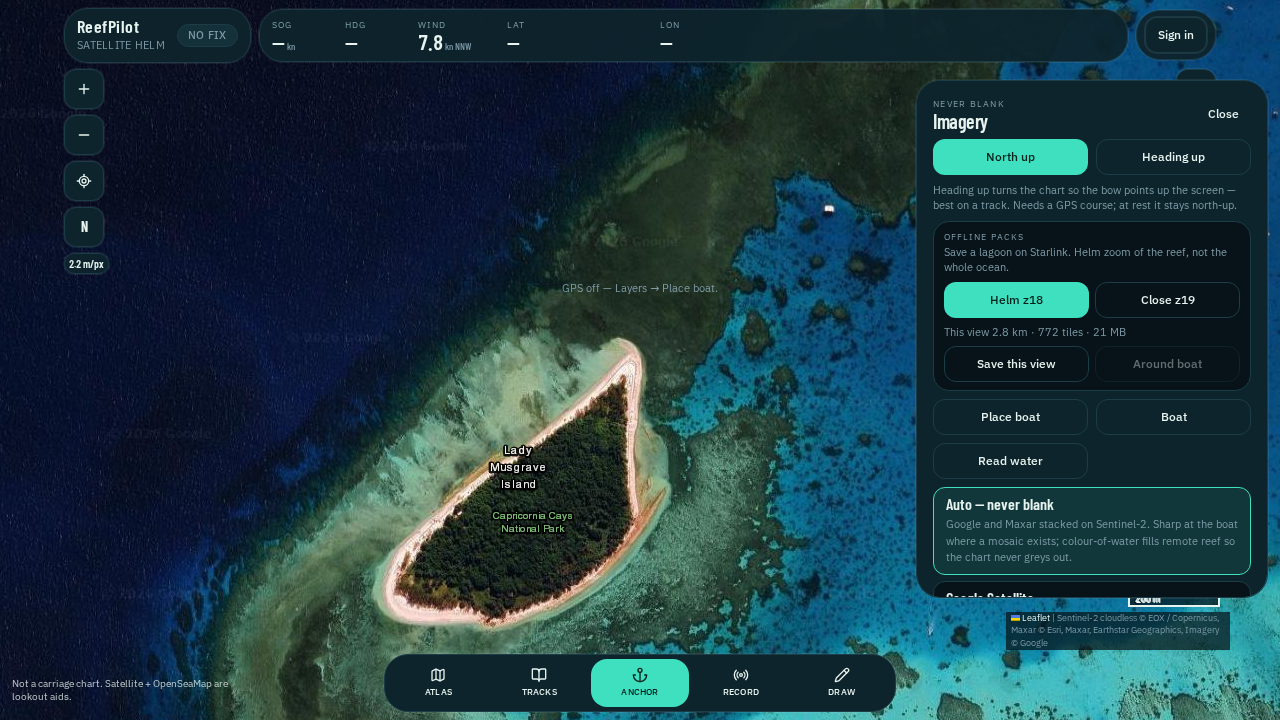 ReefPilot
SATELLITE HELM
NO FIX
SOG
— kn
HDG
—
WIND
7.8 kn NNW
LAT
—
LON
—
Sign in
+
−
N
2.2 m/px
© 2026 Google
GPS off — Layers → Place boat.
Lady
Musgrave
Island
Capricornia Cays
National Park
NEVER BLANK
Imagery
Close
North up
Heading up
Heading up turns the chart so the bow points up the screen —
best on a track. Needs a GPS course; at rest it stays north-up.
OFFLINE PACKS
Save a lagoon on Starlink. Helm zoom of the reef, not the
whole ocean.
Helm z18
Close z19
This view 2.8 km · 772 tiles · 21 MB
Save this view
Around boat
Place boat
Boat
Read water
Auto — never blank
Google and Maxar stacked on Sentinel-2. Sharp at the boat
where a mosaic exists; colour-of-water fills remote reef so
the chart never greys out.
Google Satellite
200 m
Leaflet | Sentinel-2 cloudless © EOX / Copernicus,
Maxar © Esri, Maxar, Earthstar Geographics, Imagery
© Google
Not a carriage chart. Satellite + OpenSeaMap are
lookout aids.
ATLAS
TRACKS
ANCHOR
RECORD
DRAW